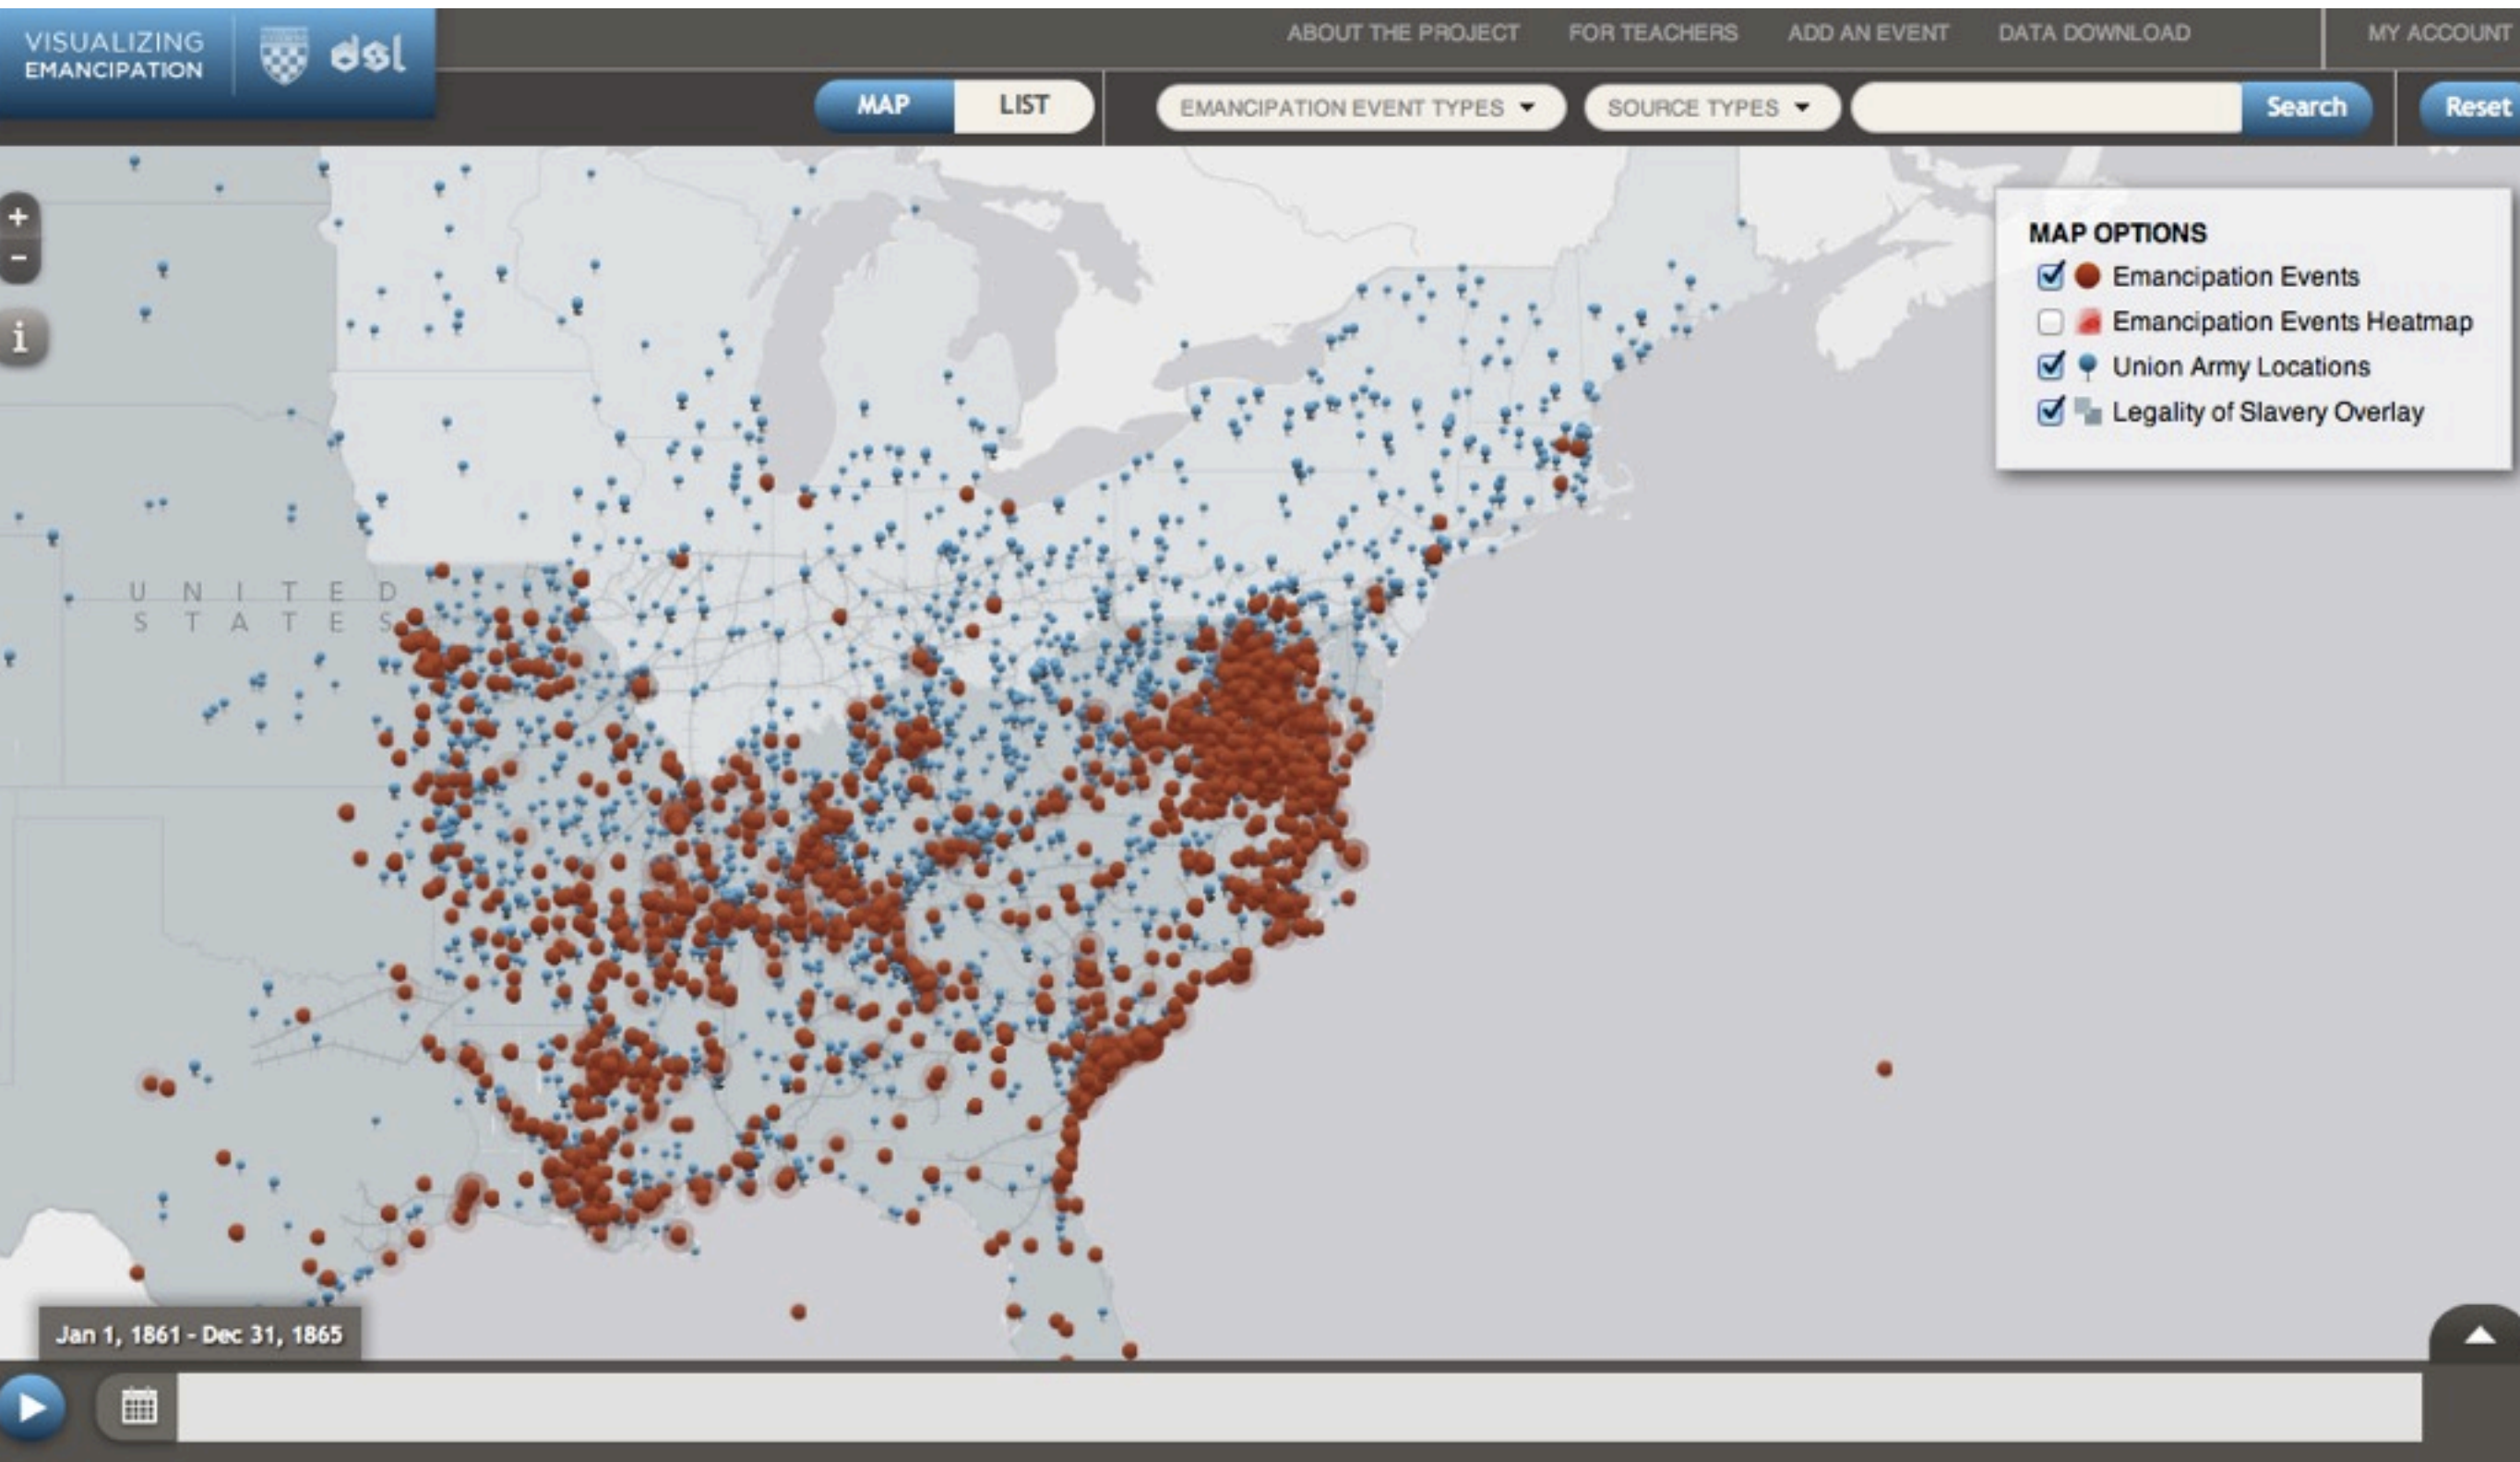 VISUALIZING
EMANCIPATION
dsl
ABOUT THE PROJECT
FOR TEACHERS
ADD AN EVENT
DATA DOWNLOAD
MY ACCOUNT
MAP
LIST
EMANCIPATION EVENT TYPES
SOURCE TYPES
Search
Reset
+
-
i
MAP OPTIONS
Emancipation Events
Emancipation Events Heatmap
Union Army Locations
Legality of Slavery Overlay
UNITED
STATES
Jan 1, 1861 - Dec 31, 1865